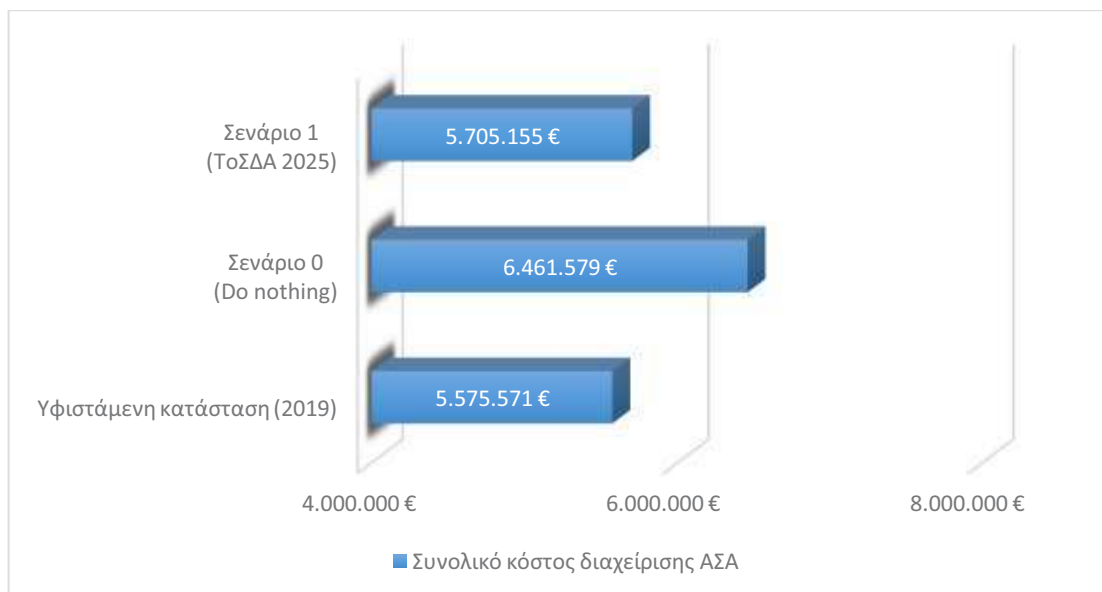 Σενάριο 1
(ΤοΣΔΑ 2025)
5.705.155 €
Σενάριο 0
(Do nothing)
6.461.579 €
Υφιστάμενη κατάσταση (2019)
5.575.571 €
4.000.000 €
6.000.000 €
8.000.000 €
Συνολικό κόστος διαχείρισης ΑΣΑ